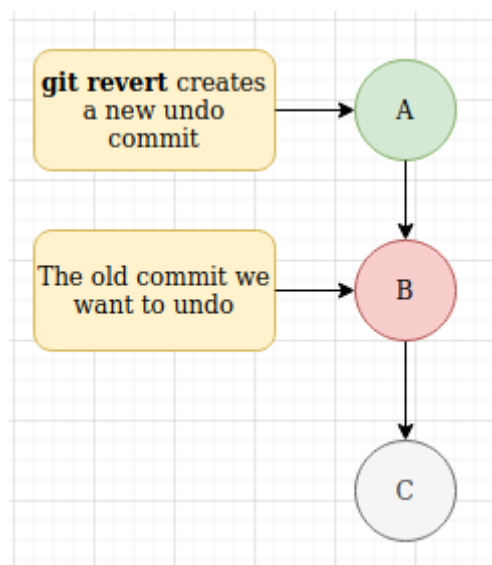 git revert creates
a new undo
commit
A
The old commit we
want to undo
B
C